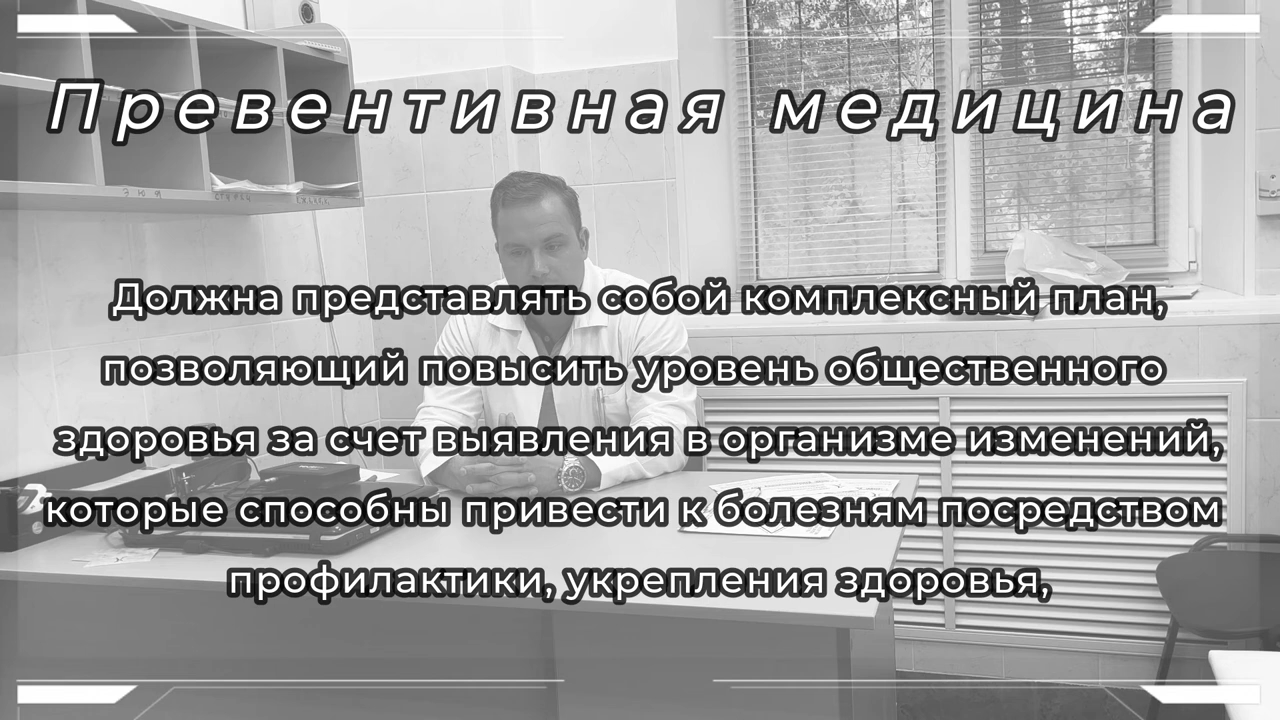 Превентивная медицина
Э Ю Я
Должна представлять собой комплексный план,
позволяющий повысить уровень общественного
здоровья за счет выявления в организме изменений,
которые способны привести к болезням посредством
профилактики, укрепления здоровья,